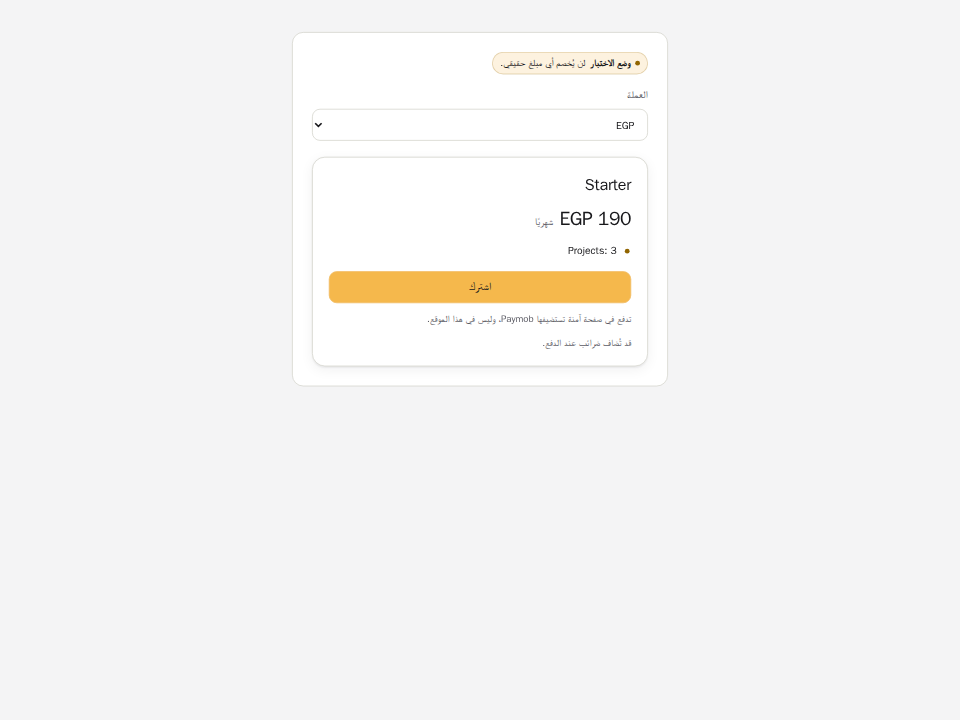 وضع الاختبار لن يُخصم أي مبلغ حقيقي.
العملة
EGP
Starter
EGP 190 شهريًا
Projects: 3
اشترك
تدفع في صفحة آمنة تستضيفها Paymob، وليس في هذا الموقع.
قد تُضاف ضرائب عند الدفع.